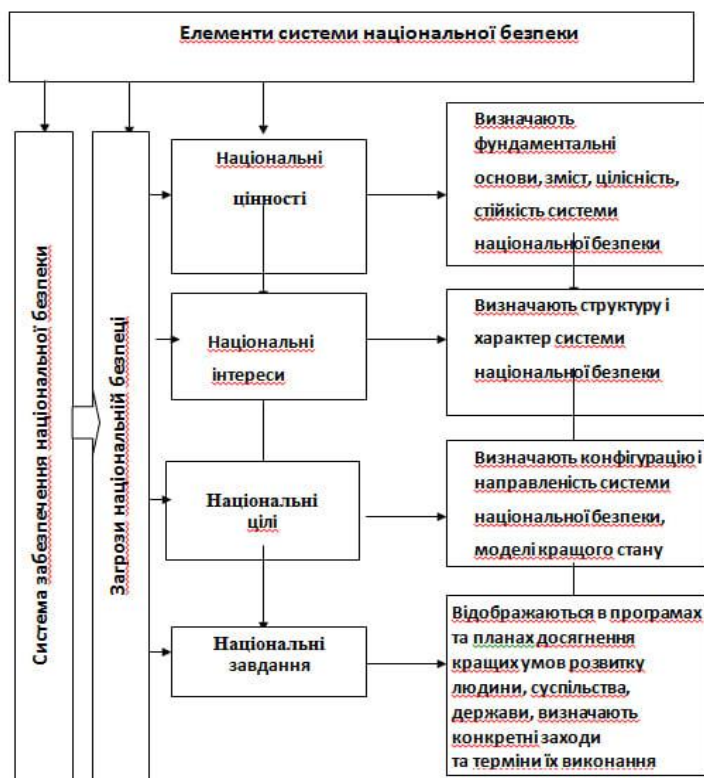 Елементи системи національної безпеки
Система забезпечення національної безпеки
Загрози національній безпеці
Національні
цінності
Визначають
фундаментальні
основи, зміст, цілісність,
стійкість системи
національної безпеки
Національні
інтереси
Визначають структуру і
характер системи
національної безпеки
Національні
цілі
Визначають конфігурацію і
направленість системи
національної безпеки,
моделі кращого стану
Національні
завдання
Відображаються в програмах
та планах досягнення
кращих умов розвитку
людини, суспільства,
держави, визначають
конкретні заходи
та терміни їх виконання